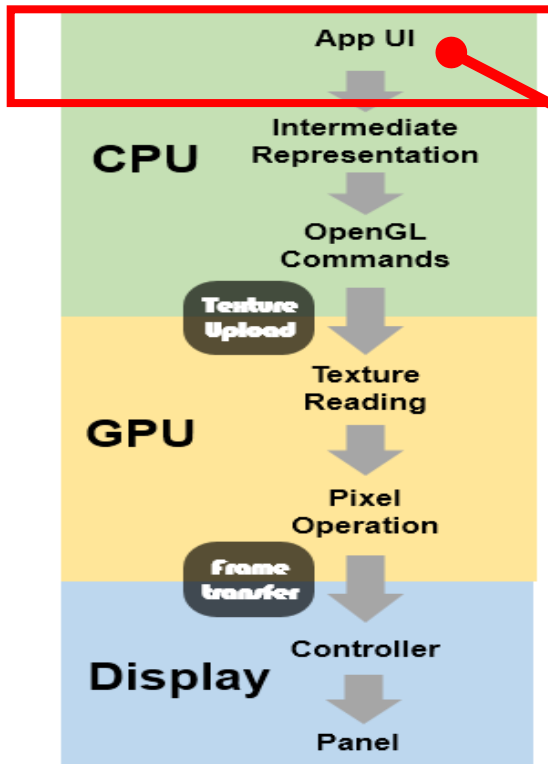 App UI
Intermediate
Representation
CPU
OpenGL
Commands
Texture
Upload
Texture
Reading
GPU
Pixel
Operation
Frame
transfer
Controller
Display
Panel